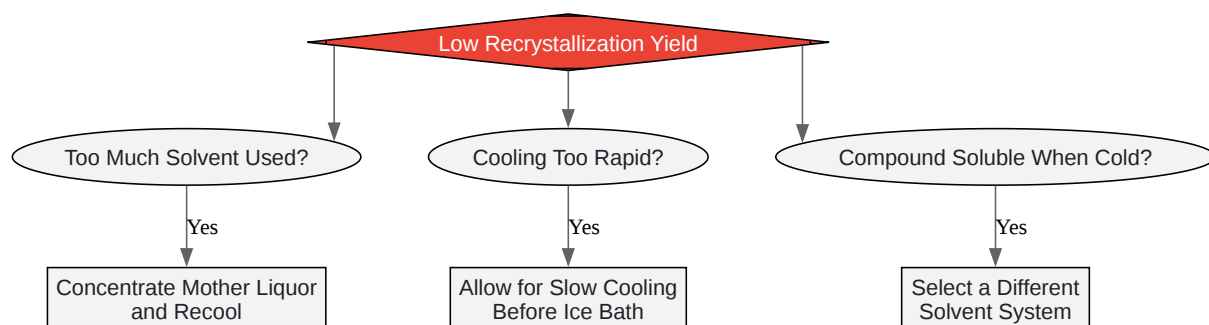 Low Recrystallization Yield
Too Much Solvent Used?
Cooling Too Rapid?
Compound Soluble When Cold?
Yes
Yes
Yes
Concentrate Mother Liquor
and Recool
Allow for Slow Cooling
Before Ice Bath
Select a Different
Solvent System